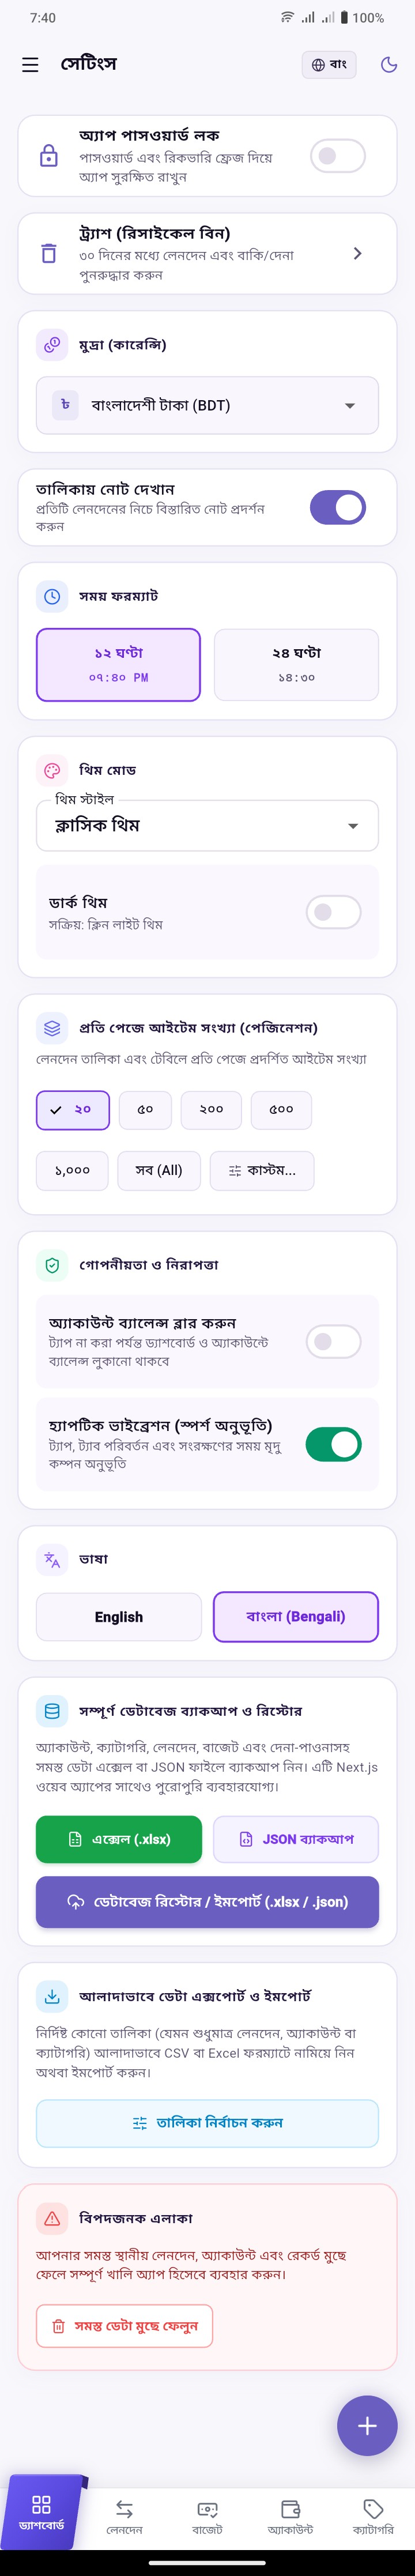 7:40
100%
সেটিংস
বাং
অ্যাপ পাসওয়ার্ড লক
পাসওয়ার্ড এবং রিকভারি ফ্রেজ দিয়ে
অ্যাপ সুরক্ষিত রাখুন
ট্র্যাশ (রিসাইকেল বিন)
৩০ দিনের মধ্যে লেনদেন এবং বাকি/দেনা
পুনরুদ্ধার করুন
মুদ্রা (কারেন্সি)
৳ বাংলাদেশী টাকা (BDT)
তালিকায় নোট দেখান
প্রতিটি লেনদেনের নিচে বিস্তারিত নোট প্রদর্শন
করুন
সময় ফরম্যাট
১২ ঘণ্টা
০৭:৪০ PM
২৪ ঘণ্টা
১৪:৩০
থিম মোড
থিম স্টাইল
ক্লাসিক থিম
ডার্ক থিম
সক্রিয়: ক্লিন লাইট থিম
প্রতি পেজে আইটেম সংখ্যা (পেজিনেশন)
লেনদেন তালিকা এবং টেবিলে প্রতি পেজে প্রদর্শিত আইটেম সংখ্যা
২০ ৫০ ২০০ ৫০০
১,০০০ সব (All) কাস্টম...
গোপনীয়তা ও নিরাপত্তা
অ্যাকাউন্ট ব্যালেন্স ব্লার করুন
ট্যাপ না করা পর্যন্ত ড্যাশবোর্ড ও অ্যাকাউন্টে
ব্যালেন্স লুকানো থাকবে
হ্যাপটিক ভাইব্রেশন (স্পর্শ অনুভূতি)
ট্যাপ, ট্যাব পরিবর্তন এবং সংরক্ষণের সময় মৃদু
কম্পন অনুভূতি
ভাষা
English
বাংলা (Bengali)
সম্পূর্ণ ডেটাবেজ ব্যাকআপ ও রিস্টোর
অ্যাকাউন্ট, ক্যাটাগরি, লেনদেন, বাজেট এবং দেনা-পাওনাসহ
সমস্ত ডেটা এক্সেল বা JSON ফাইলে ব্যাকআপ নিন। এটি Next.js
ওয়েব অ্যাপের সাথেও পুরোপুরি ব্যবহারযোগ্য।
এক্সেল (.xlsx)
JSON ব্যাকআপ
ডেটাবেজ রিস্টোর / ইমপোর্ট (.xlsx / .json)
আলাদাভাবে ডেটা এক্সপোর্ট ও ইমপোর্ট
নির্দিষ্ট কোনো তালিকা (যেমন শুধুমাত্র লেনদেন, অ্যাকাউন্ট বা
ক্যাটাগরি) আলাদাভাবে CSV বা Excel ফরম্যাটে নামিয়ে নিন
অথবা ইমপোর্ট করুন।
তালিকা নির্বাচন করুন
বিপদজনক এলাকা
আপনার সমস্ত স্থানীয় লেনদেন, অ্যাকাউন্ট এবং রেকর্ড মুছে
ফেলে সম্পূর্ণ খালি অ্যাপ হিসেবে ব্যবহার করুন।
সমস্ত ডেটা মুছে ফেলুন
ড্যাশবোর্ড লেনদেন বাজেট অ্যাকাউন্ট ক্যাটাগরি